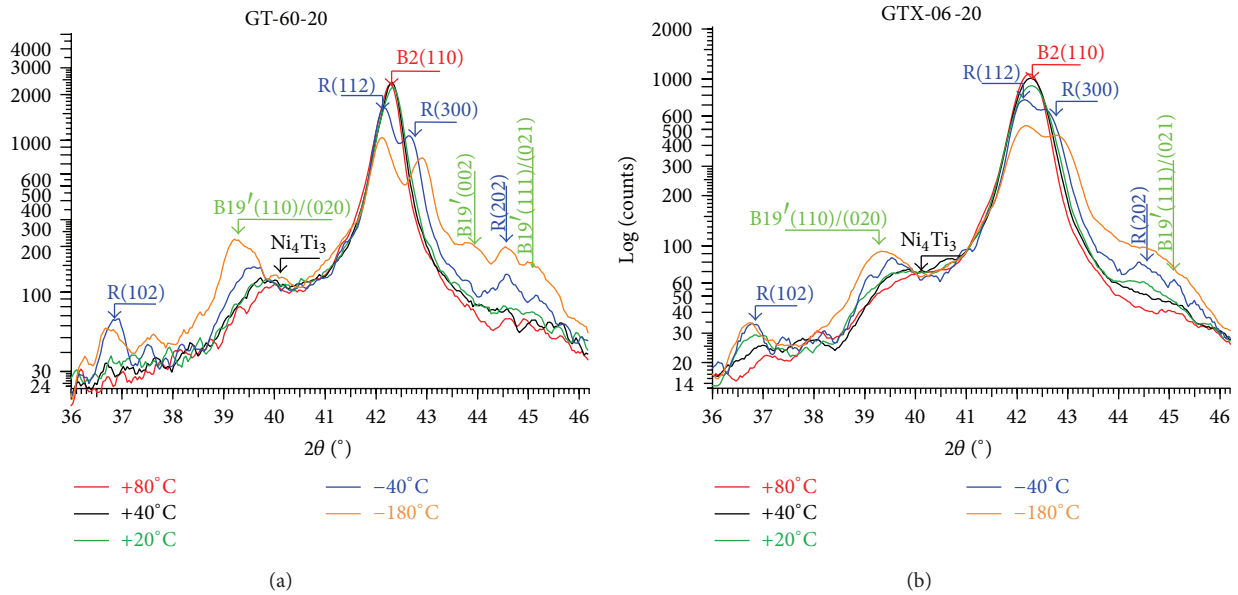 GT-60-20
4000
3000
2000
1000
600
500
400
300
200
100
30
24
B2(110)
R(112)
R(300)
B19′(110)/(020)
Ni₄Ti₃
R(102)
B19′(002)
R(202)
B19′(111)/(021)
36 37 38 39 40 41 42 43 44 45 46
2θ (°)
+80°C
+40°C
+20°C
−40°C
−180°C
(a)
GTX-06-20
Log (counts)
2000
1000
600
500
400
200
100
60
50
40
30
20
14
B2(110)
R(112)
R(300)
B19′(110)/(020)
Ni₄Ti₃
R(102)
R(202)
B19′(111)/(021)
36 37 38 39 40 41 42 43 44 45 46
2θ (°)
+80°C
+40°C
+20°C
−40°C
−180°C
(b)